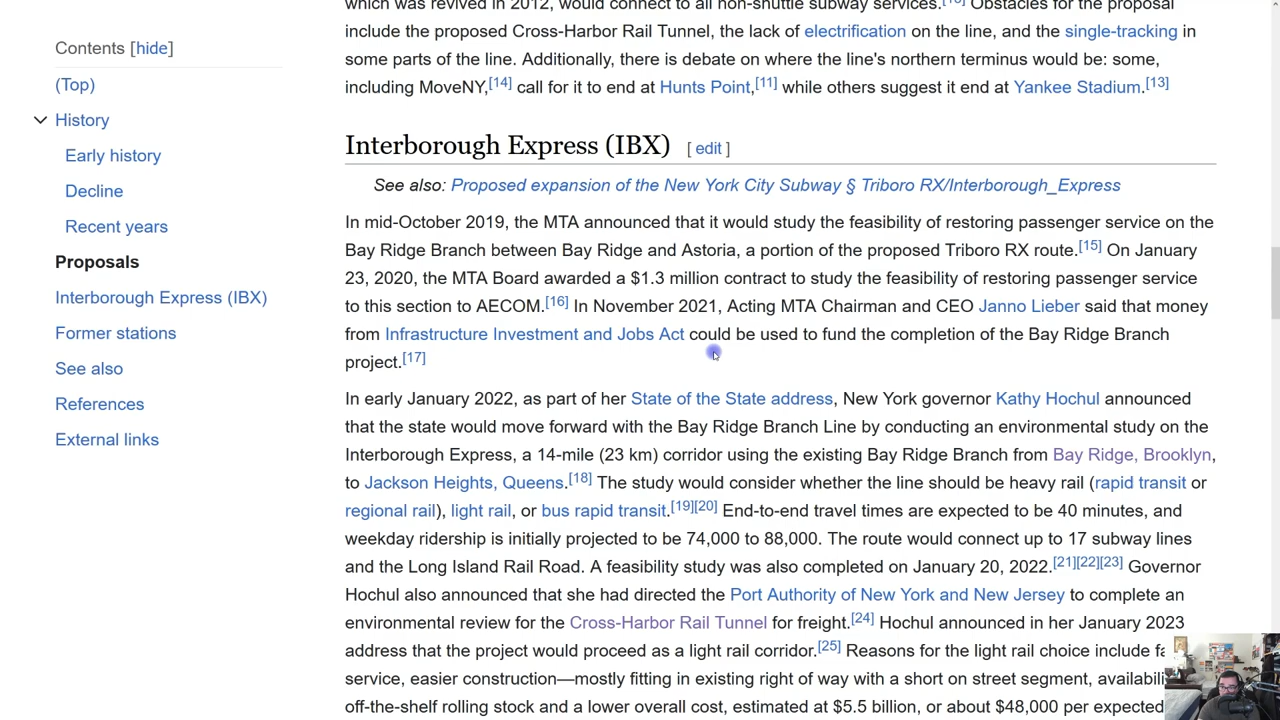 Contents [hide]
(Top)
History
Early history
Decline
Recent years
Proposals
Interborough Express (IBX)
Former stations
See also
References
External links
which was revived in 2012, would connect to all non-shuttle subway services. Obstacles for the proposal
include the proposed Cross-Harbor Rail Tunnel, the lack of electrification on the line, and the single-tracking in
some parts of the line. Additionally, there is debate on where the line's northern terminus would be: some,
including MoveNY,[14] call for it to end at Hunts Point,[11] while others suggest it end at Yankee Stadium.[13]
Interborough Express (IBX) [ edit ]
See also: Proposed expansion of the New York City Subway § Triboro RX/Interborough_Express
In mid-October 2019, the MTA announced that it would study the feasibility of restoring passenger service on the
Bay Ridge Branch between Bay Ridge and Astoria, a portion of the proposed Triboro RX route.[15] On January
23, 2020, the MTA Board awarded a $1.3 million contract to study the feasibility of restoring passenger service
to this section to AECOM.[16] In November 2021, Acting MTA Chairman and CEO Janno Lieber said that money
from Infrastructure Investment and Jobs Act could be used to fund the completion of the Bay Ridge Branch
project.[17]
In early January 2022, as part of her State of the State address, New York governor Kathy Hochul announced
that the state would move forward with the Bay Ridge Branch Line by conducting an environmental study on the
Interborough Express, a 14-mile (23 km) corridor using the existing Bay Ridge Branch from Bay Ridge, Brooklyn,
to Jackson Heights, Queens.[18] The study would consider whether the line should be heavy rail (rapid transit or
regional rail), light rail, or bus rapid transit.[19][20] End-to-end travel times are expected to be 40 minutes, and
weekday ridership is initially projected to be 74,000 to 88,000. The route would connect up to 17 subway lines
and the Long Island Rail Road. A feasibility study was also completed on January 20, 2022.[21][22][23] Governor
Hochul also announced that she had directed the Port Authority of New York and New Jersey to complete an
environmental review for the Cross-Harbor Rail Tunnel for freight.[24] Hochul announced in her January 2023
address that the project would proceed as a light rail corridor.[25] Reasons for the light rail choice include
service, easier construction—mostly fitting in existing right of way with a short on street segment,
off-the-shelf rolling stock and a lower overall cost, estimated at $5.5 billion, or about $48,000 per expected